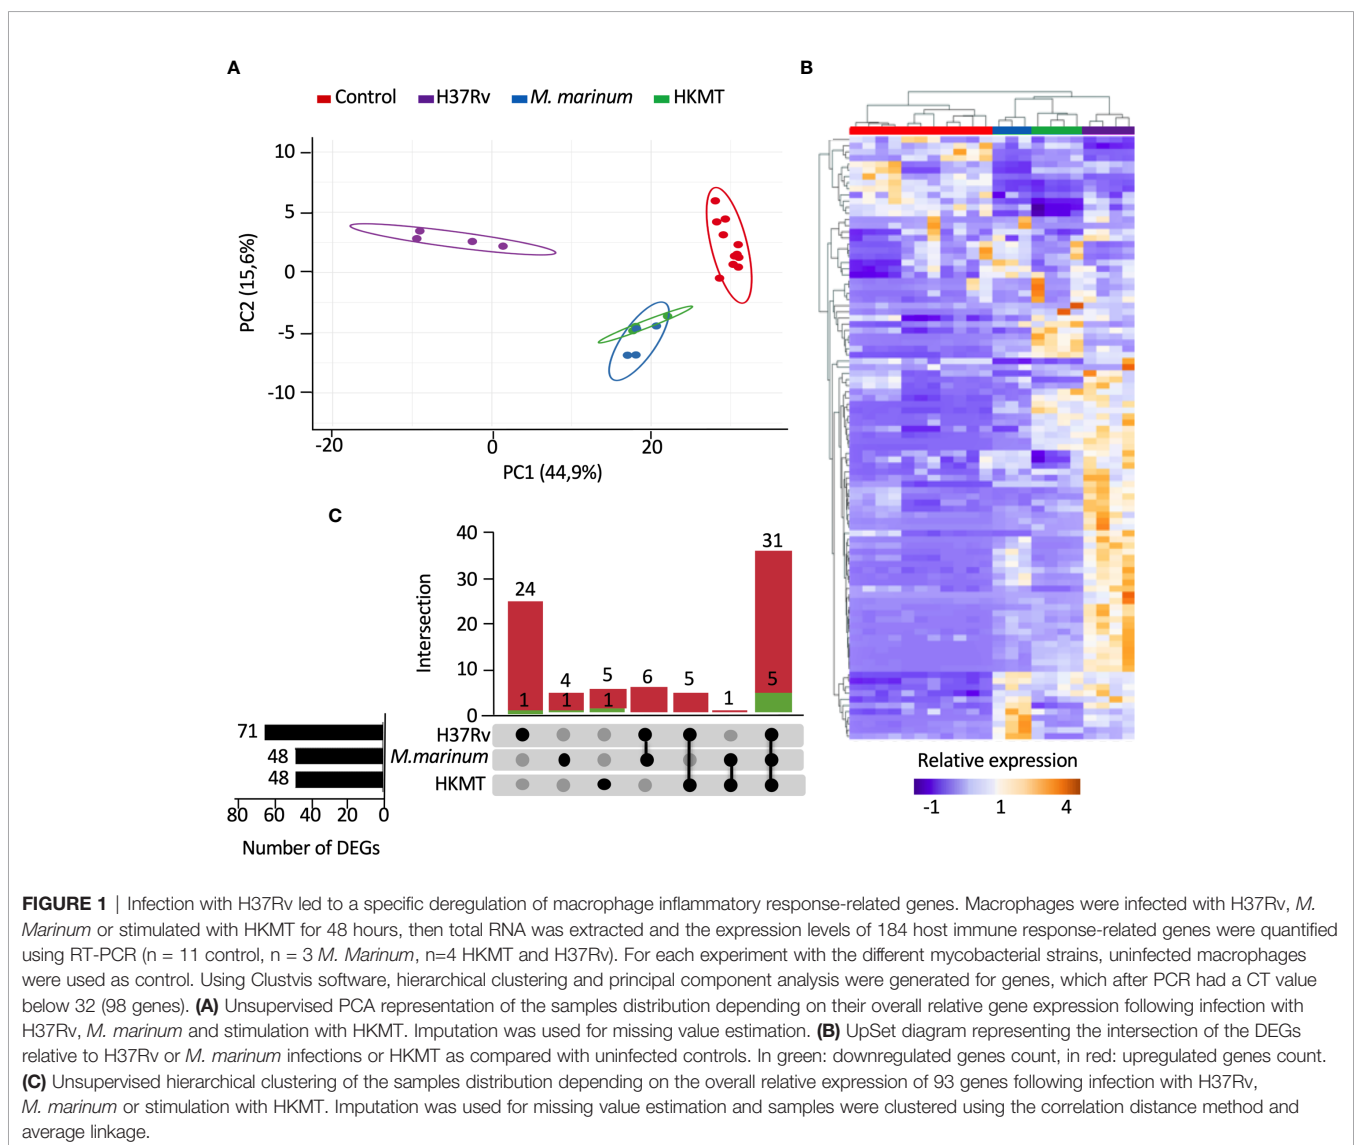 A
Control H37Rv M. marinum HKMT
10
5
0
-5
-10
PC2 (15,6%)
-20 0 20
PC1 (44,9%)
B
Relative expression
-1 1 4
C
40
30
20
10
0
Intersection
24
1
4
1
5
1
6
5
1
31
5
H37Rv
M.marinum
HKMT
71
48
48
80 60 40 20 0
Number of DEGs
FIGURE 1 | Infection with H37Rv led to a specific deregulation of macrophage inflammatory response-related genes. Macrophages were infected with H37Rv, M.
Marinum or stimulated with HKMT for 48 hours, then total RNA was extracted and the expression levels of 184 host immune response-related genes were quantified
using RT-PCR (n = 11 control, n = 3 M. Marinum, n=4 HKMT and H37Rv). For each experiment with the different mycobacterial strains, uninfected macrophages
were used as control. Using Clustvis software, hierarchical clustering and principal component analysis were generated for genes, which after PCR had a CT value
below 32 (98 genes). (A) Unsupervised PCA representation of the samples distribution depending on their overall relative gene expression following infection with
H37Rv, M. marinum and stimulation with HKMT. Imputation was used for missing value estimation. (B) UpSet diagram representing the intersection of the DEGs
relative to H37Rv or M. marinum infections or HKMT as compared with uninfected controls. In green: downregulated genes count, in red: upregulated genes count.
(C) Unsupervised hierarchical clustering of the samples distribution depending on the overall relative expression of 93 genes following infection with H37Rv,
M. marinum or stimulation with HKMT. Imputation was used for missing value estimation and samples were clustered using the correlation distance method and
average linkage.